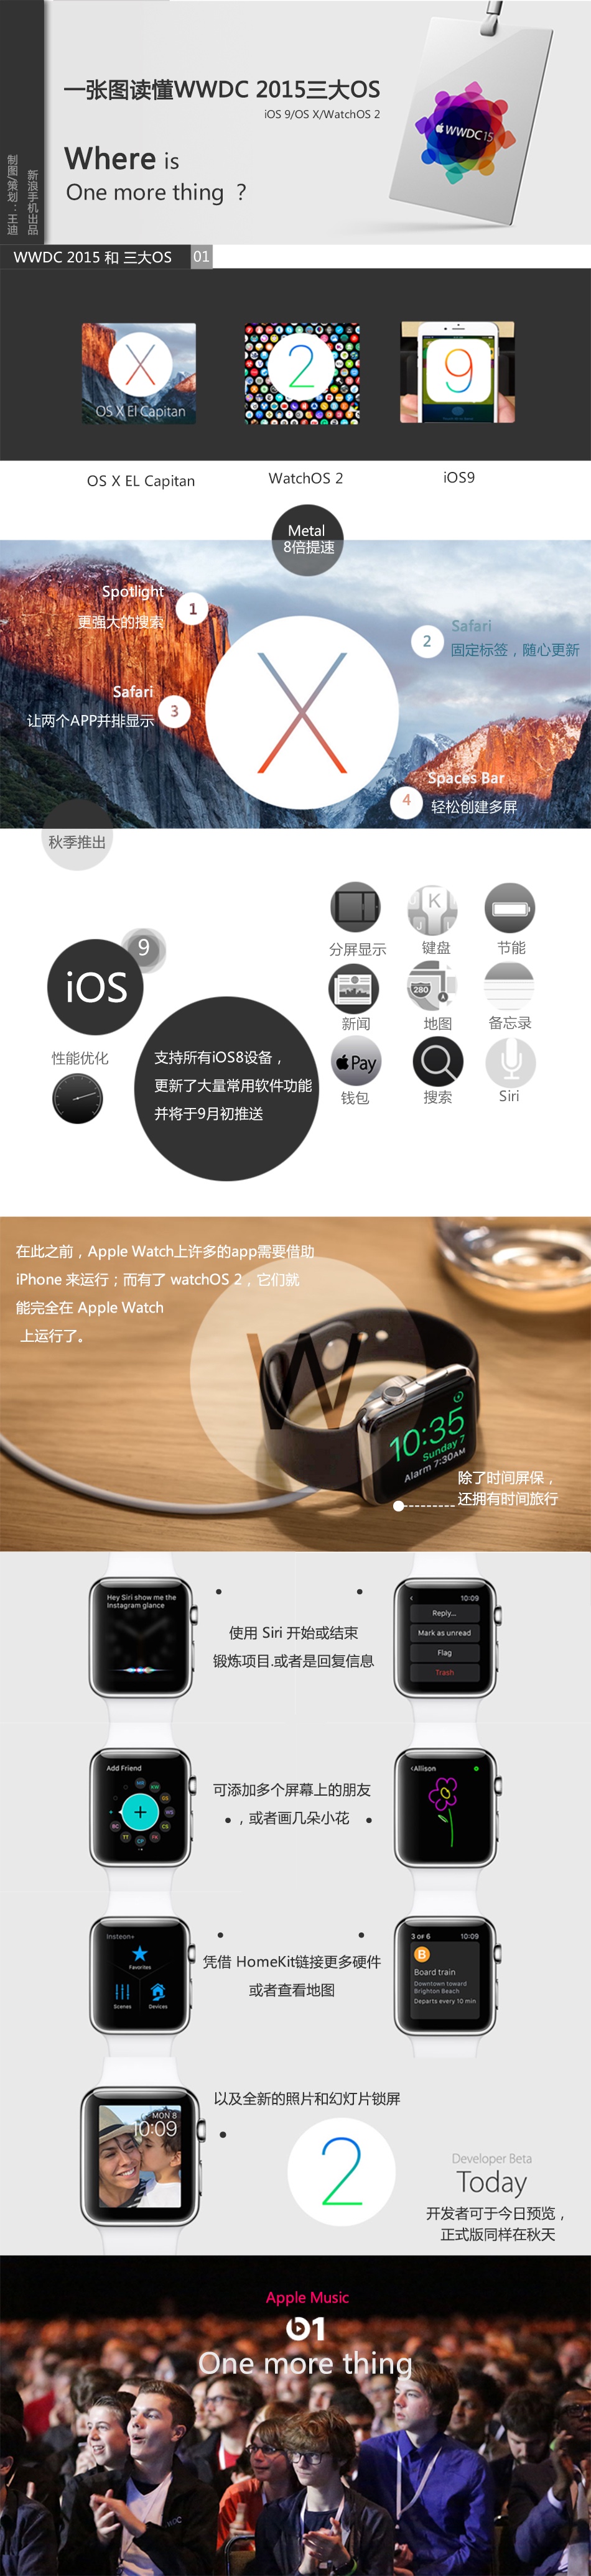 一张图读懂WWDC 2015三大OS
iOS 9/OS X/WatchOS 2
Where is
One more thing ？
WWDC15
新浪手机出品
制图/策划：王迪
WWDC 2015 和 三大OS 01
OS X El Capitan
2
9
OS X EL Capitan
WatchOS 2
iOS9
Metal
8倍提速
Spotlight
更强大的搜索
1
2
Safari
固定标签，随心更新
Safari
让两个APP并排显示
3
X
Spaces Bar
4
轻松创建多屏
秋季推出
9
iOS
性能优化
支持所有iOS8设备，
更新了大量常用软件功能
并将于9月初推送
K
分屏显示
键盘
节能
280
新闻
地图
备忘录
Pay
钱包
搜索
Siri
在此之前，Apple Watch上许多的app需要借助
iPhone 来运行；而有了 watchOS 2，它们就
能完全在 Apple Watch
上运行了。
W
10:35
Sunday 7
Alarm 7:30AM
除了时间屏保，
还拥有时间旅行
Hey Siri show me the
Instagram glance
使用 Siri 开始或结束
锻炼项目.或者是回复信息
10:09
Reply...
Mark as unread
Flag
Trash
Add Friend
可添加多个屏幕上的朋友
，或者画几朵小花
<Allison
Insteon+
Favorites
Scenes
Devices
凭借 HomeKit链接更多硬件
或者查看地图
3 OF 6 10:09
B
Board train
Downtown toward
Brighton Beach
Departs every 10 min
以及全新的照片和幻灯片锁屏
MON 8
10:09
2
Developer Beta
Today
开发者可于今日预览，
正式版同样在秋天
Apple Music
1
One more thing